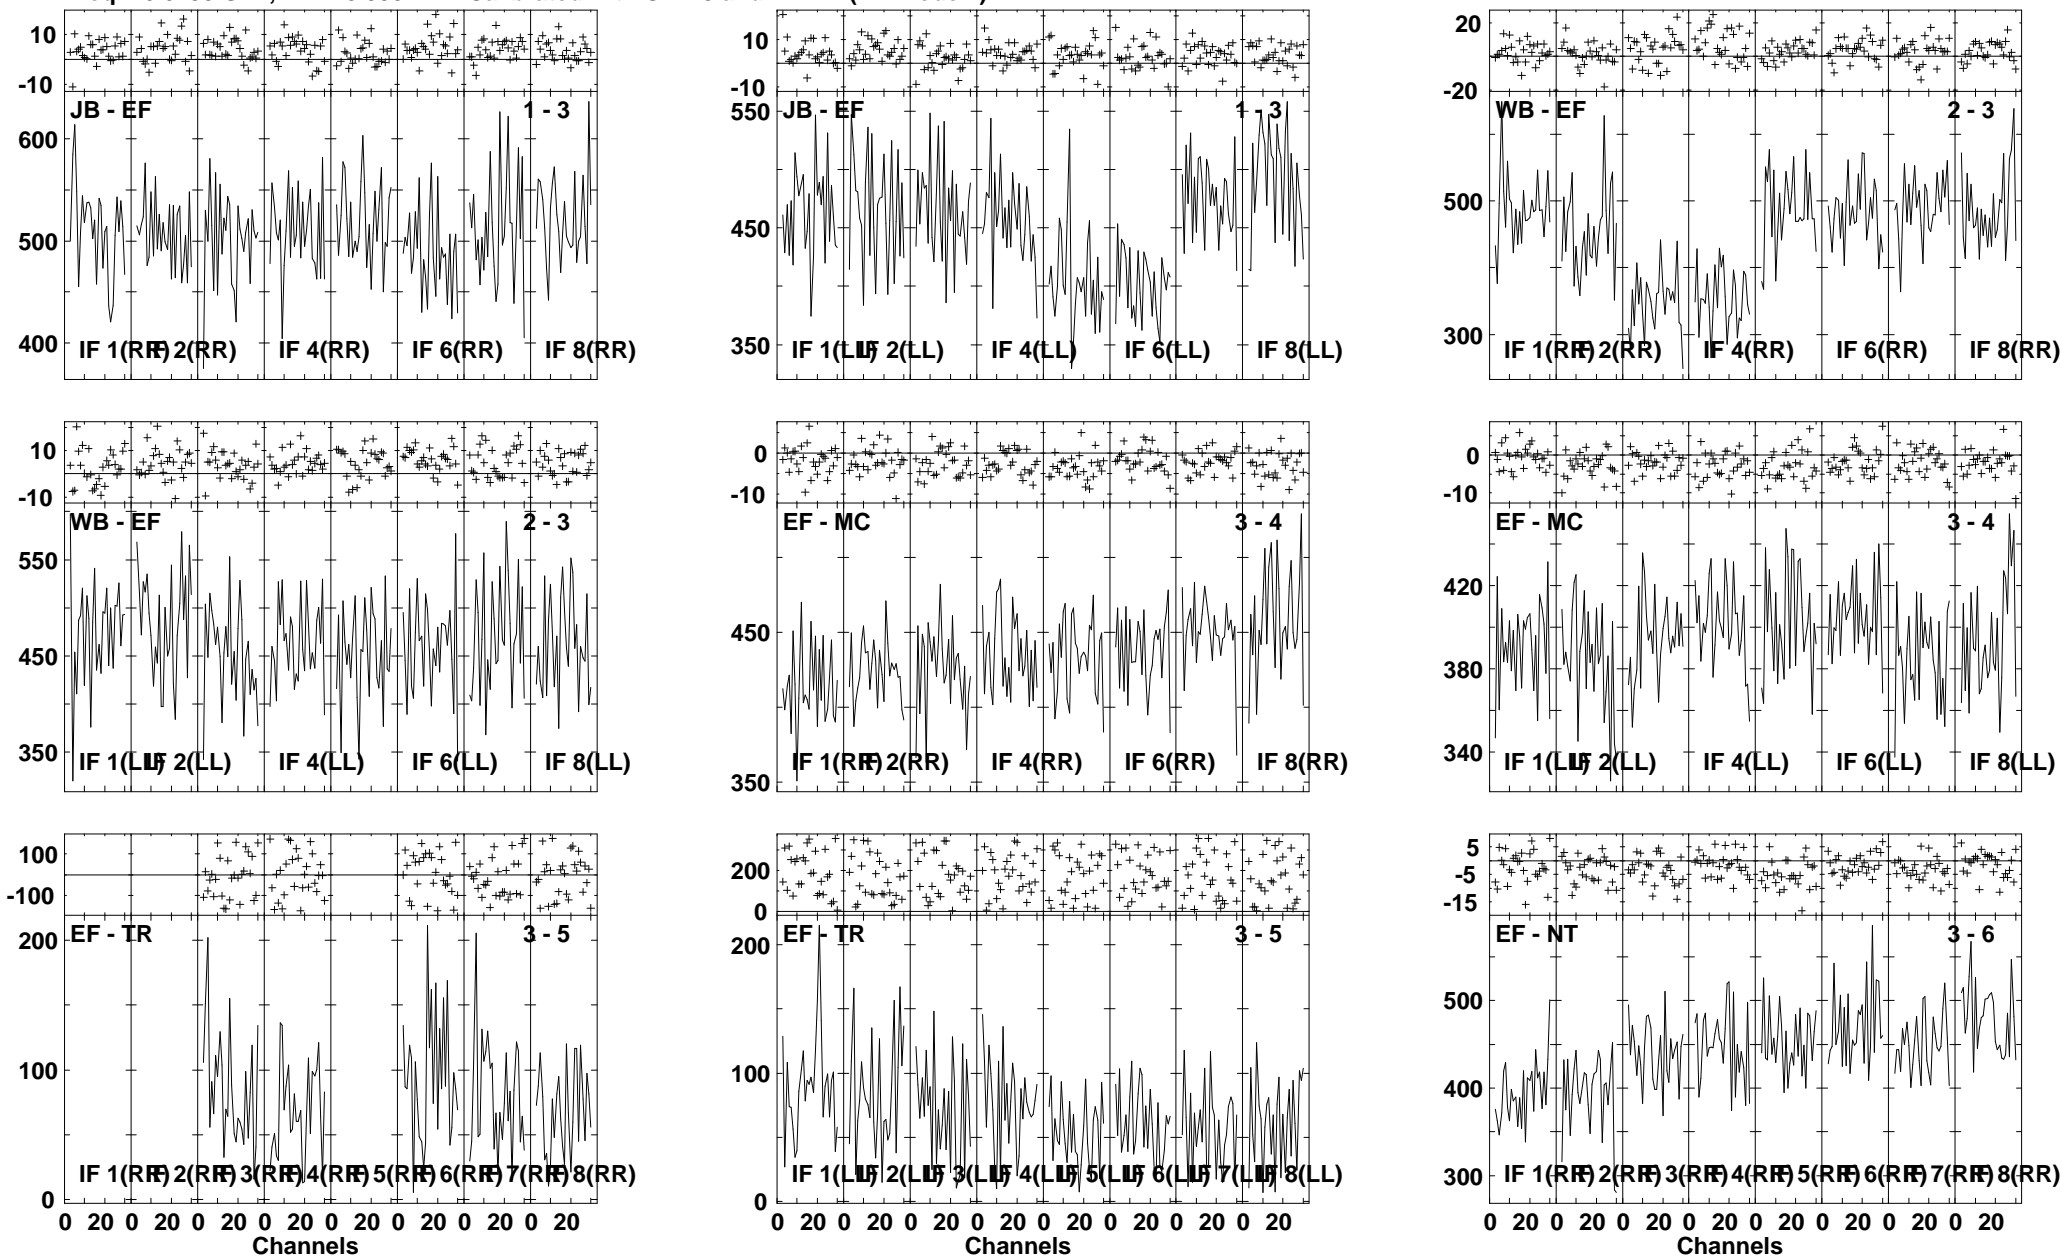 10
-10
JB - EF
1 - 3
600
500
400
IF 1(RR)
IF 2(RR)
IF 4(RR)
IF 6(RR)
IF 8(RR)
10
-10
JB - EF
1 - 3
550
450
350
IF 1(LL)
IF 2(LL)
IF 4(LL)
IF 6(LL)
IF 8(LL)
20
-20
WB - EF
2 - 3
500
300
IF 1(RR)
IF 2(RR)
IF 4(RR)
IF 6(RR)
IF 8(RR)
10
-10
WB - EF
2 - 3
550
450
350
IF 1(LL)
IF 2(LL)
IF 4(LL)
IF 6(LL)
IF 8(LL)
0
-10
EF - MC
3 - 4
450
350
IF 1(RR)
IF 2(RR)
IF 4(RR)
IF 6(RR)
IF 8(RR)
0
-10
EF - MC
3 - 4
420
380
340
IF 1(LL)
IF 2(LL)
IF 4(LL)
IF 6(LL)
IF 8(LL)
100
-100
EF - TR
3 - 5
200
100
0
IF 1(RR)
IF 2(RR)
IF 3(RR)
IF 4(RR)
IF 5(RR)
IF 6(RR)
IF 7(RR)
IF 8(RR)
0 20 0 20 0 20 0 20 0 20 0 20 0 20 0 20
Channels
200
0
EF - TR
3 - 5
200
100
0
IF 1(LL)
IF 2(LL)
IF 3(LL)
IF 4(LL)
IF 5(LL)
IF 6(LL)
IF 7(LL)
IF 8(LL)
0 20 0 20 0 20 0 20 0 20 0 20 0 20 0 20
Channels
5
-5
-15
EF - NT
3 - 6
500
400
300
IF 1(RR)
IF 2(RR)
IF 3(RR)
IF 4(RR)
IF 5(RR)
IF 6(RR)
IF 7(RR)
IF 8(RR)
0 20 0 20 0 20 0 20 0 20 0 20 0 20 0 20
Channels